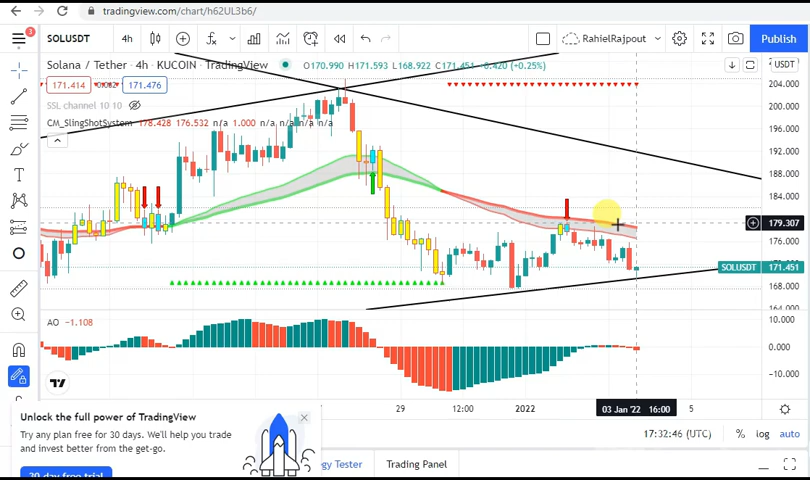 tradingview.com/chart/h62UL3b6/
3
SOLUSDT 4h RahielRajpout Publish
Solana / Tether · 4h · KUCOIN · TradingView O170.990 H171.593 L168.922 C171.451 +0.420 (+0.25%) USDT
171.414 171.476
SSL channel 10 10
CM_SlingShotSystem 178.428 176.532 n/a 1.000 n/a n/a n/a n/a
204.000
200.000
196.000
192.000
188.000
184.000
179.307
176.000
SOLUSDT 171.451
168.000
164.000
AO −1.108
10.000
0.000
−10.000
29 12:00 2022 03 Jan '22 16:00 5
Unlock the full power of TradingView
Try any plan free for 30 days. We'll help you trade
and invest better from the get-go.
30-day free trial
17:32:46 (UTC) % log auto
Tester Trading Panel